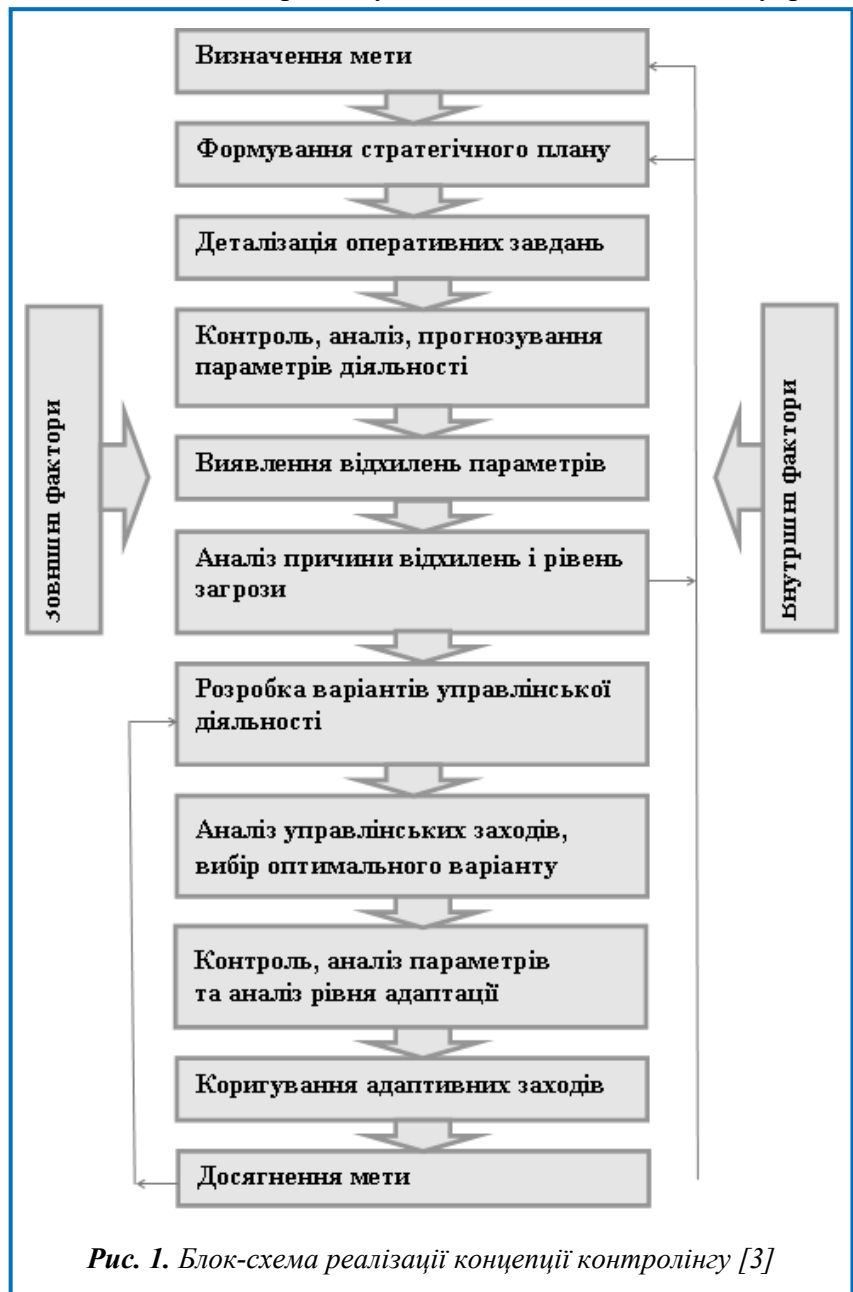 Визначення мети
Формування стратегічного плану
Деталізація оперативних завдань
Контроль, аналіз, прогнозування
параметрів діяльності
Зовнішні фактори
Внутрішні фактори
Виявлення відхилень параметрів
Аналіз причини відхилень і рівень
загрози
Розробка варіантів управлінської
діяльності
Аналіз управлінських заходів,
вибір оптимального варіанту
Контроль, аналіз параметрів
та аналіз рівня адаптації
Коригування адаптивних заходів
Досягнення мети
Рис. 1. Блок-схема реалізації концепції контролінгу [3]